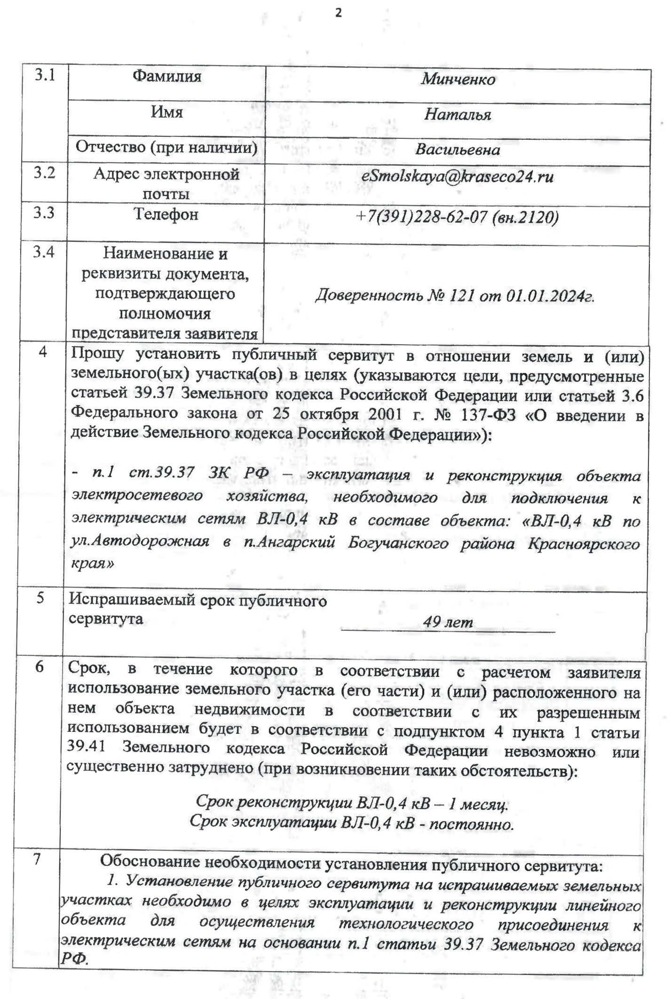 2
3.1 Фамилия Минченко
Имя Наталья
Отчество (при наличии) Васильевна
3.2 Адрес электронной eSmolskaya@kraseco24.ru
почты
3.3 Телефон +7(391)228-62-07 (вн.2120)
3.4 Наименование и
реквизиты документа,
подтверждающего Доверенность № 121 от 01.01.2024г.
полномочия
представителя заявителя
4 Прошу установить публичный сервитут в отношении земель и (или)
земельного(ых) участка(ов) в целях (указываются цели, предусмотренные
статьей 39.37 Земельного кодекса Российской Федерации или статьей 3.6
Федерального закона от 25 октября 2001 г. № 137-ФЗ «О введении в
действие Земельного кодекса Российской Федерации»):
- п.1 ст.39.37 ЗК РФ – эксплуатация и реконструкция объекта
электросетевого хозяйства, необходимого для подключения к
электрическим сетям ВЛ-0,4 кВ в составе объекта: «ВЛ-0,4 кВ по
ул.Автодорожная в п.Ангарский Богучанского района Красноярского
края»
5 Испрашиваемый срок публичного
сервитута 49 лет
6 Срок, в течение которого в соответствии с расчетом заявителя
использование земельного участка (его части) и (или) расположенного на
нем объекта недвижимости в соответствии с их разрешенным
использованием будет в соответствии с подпунктом 4 пункта 1 статьи
39.41 Земельного кодекса Российской Федерации невозможно или
существенно затруднено (при возникновении таких обстоятельств):
Срок реконструкции ВЛ-0,4 кВ – 1 месяц.
Срок эксплуатации ВЛ-0,4 кВ - постоянно.
7 Обоснование необходимости установления публичного сервитута:
1. Установление публичного сервитута на испрашиваемых земельных
участках необходимо в целях эксплуатации и реконструкции линейного
объекта для осуществления технологического присоединения к
электрическим сетям на основании п.1 статьи 39.37 Земельного кодекса
РФ.